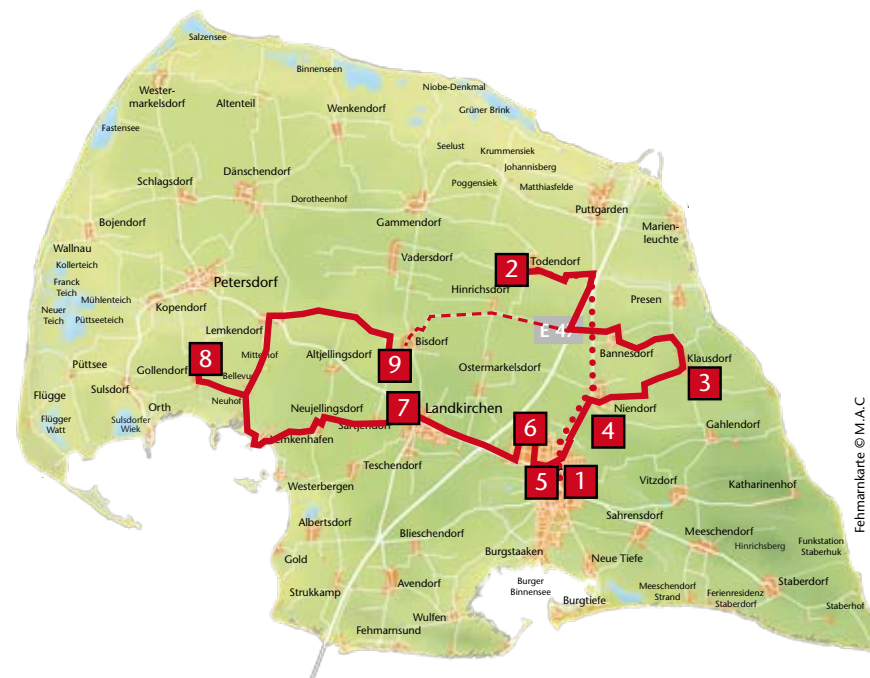 Salzensee
Binnenseen
Wester-
markelsdorf
Altenteil
Niobe-Denkmal
Wenkendorf
Grüner Brink
Fastensee
Seelust
Krummensiek
Johannisberg
Dänschendorf
Schlagsdorf
Poggensiek
Matthiasfelde
Dorotheenhof
Puttgarden
Bojendorf
Gammendorf
Marien-
leuchte
Wallnau
Kollerteich
Vadersdorf
2
Todendorf
Franck
Teich
Petersdorf
Hinrichsdorf
Mühlenteich
Presen
Neuer
Teich
Püttseeteich
Kopendorf
Lemkendorf
E 47
Bisdorf
Bannesdorf
8
Mittelhof
Altjellingsdorf
9
Klausdorf
Püttsee
Gollendorf
Bellevue
Ostermarkelsdorf
3
Sulsdorf
Flügge
Neuhof
Orth
Neujellingsdorf
7
Landkirchen
Niendorf
Flügger
Watt
Sulsdorfer
Wiek
Sartjendorf
6
4
Gahlendorf
Lemkenhafen
Teschendorf
5
1
Westerbergen
Vitzdorf
Katharinenhof
Albertsdorf
Sahrensdorf
Blieschendorf
Meeschendorf
Hinrichsberg
Funkstation
Staberhuk
Gold
Burgstaaken
Neue Tiefe
Strukkamp
Avendorf
Burger
Binnensee
Burgtiefe
Meeschendorf
Strand
Ferienresidenz
Staberdorf
Staberdorf
Staberhof
Wulfen
Fehmarnsund
Fehmarnkarte © M.A.C